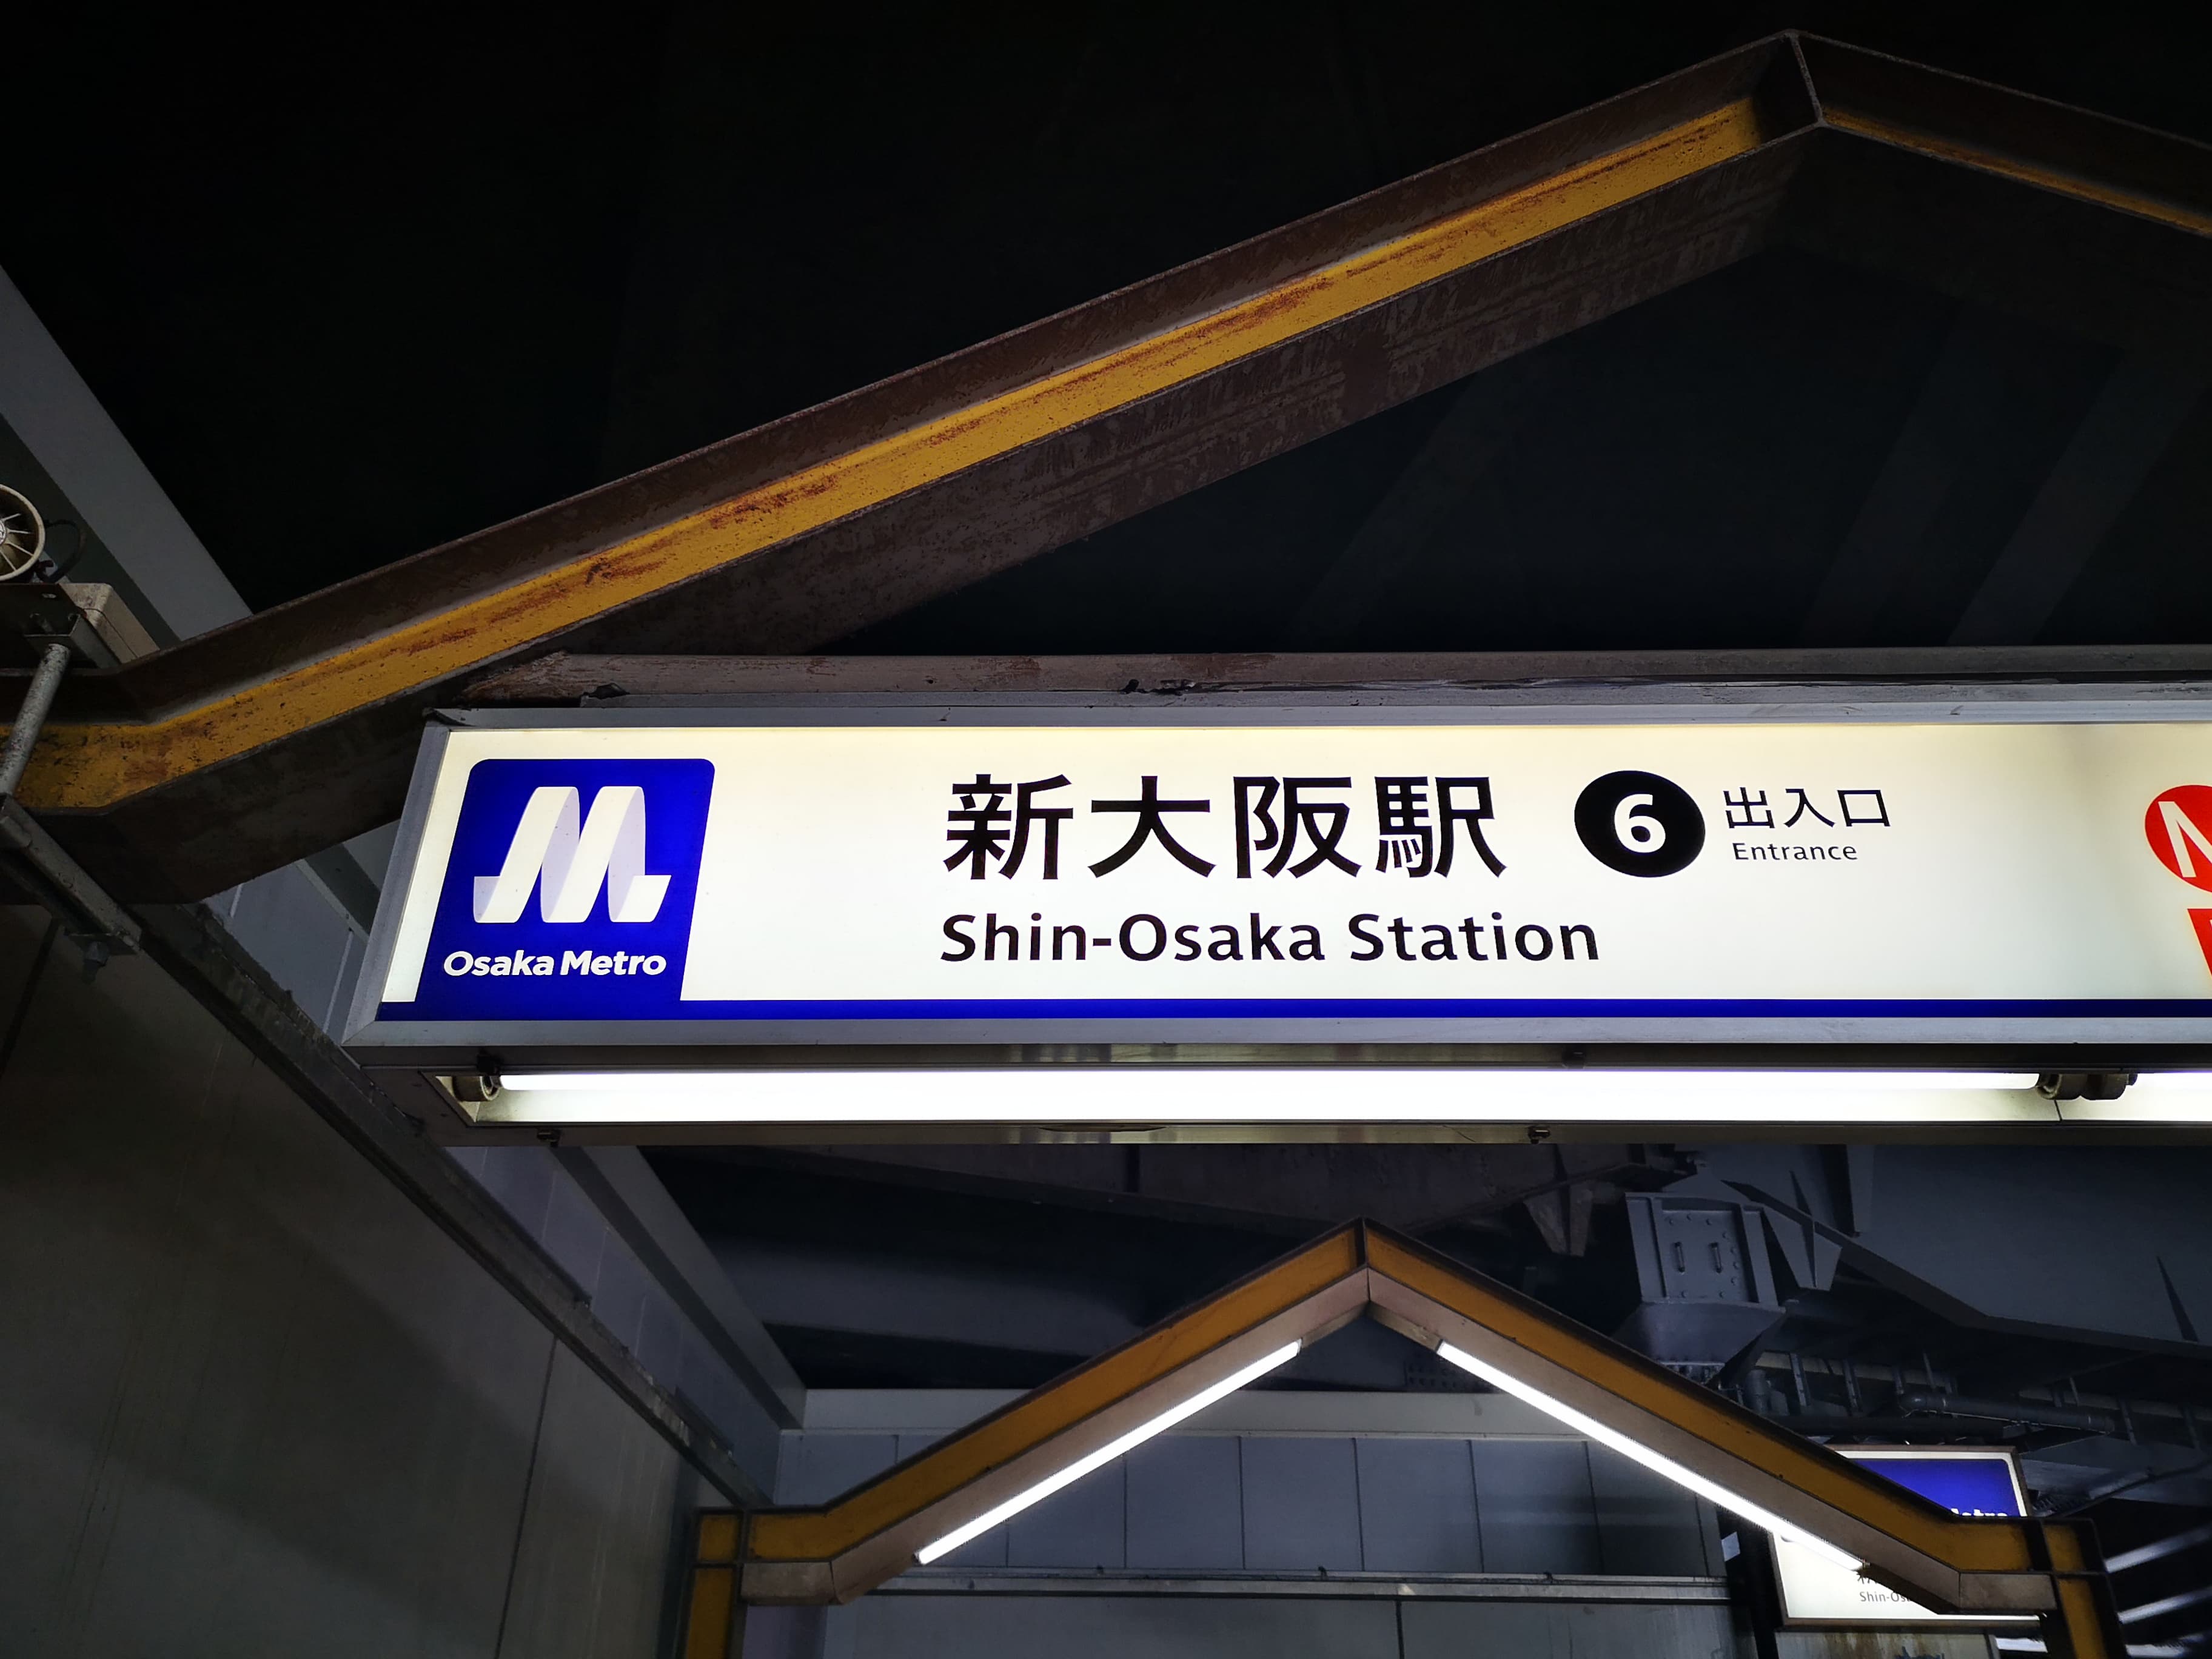 Osaka Metro
新大阪駅 6 出入口
Entrance
Shin-Osaka Station
M